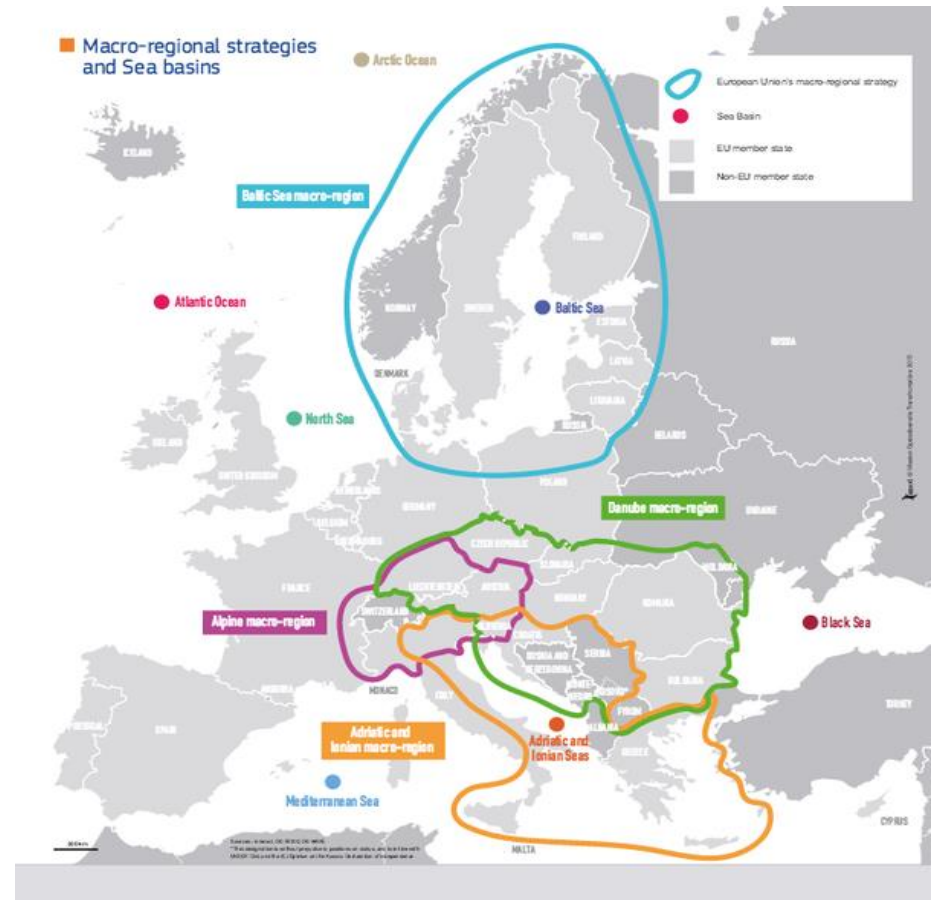 Macro-regional strategies
and Sea basins
Arctic Ocean
European Union's macro-regional strategy
Sea Basin
EU member state
Non-EU member state
ICELAND
Baltic Sea macro-region
FINLAND
Atlantic Ocean
NORWAY
SWEDEN
Baltic Sea
ESTONIA
RUSSIA
LATVIA
DENMARK
LITHUANIA
North Sea
RUSSIA
BELARUS
IRELAND
UNITED KINGDOM
NETHERLANDS
POLAND
GERMANY
Danube macro-region
UKRAINE
BELGIUM
CZECH REPUBLIC
SLOVAKIA
MOLDOVA
FRANCE
AUSTRIA
HUNGARY
SWITZERLAND
Alpine macro-region
SLOVENIA
Black Sea
SERBIA
BOSNIA AND
HERZEGOVINA
BULGARIA
MONACO
ITALY
FYROM
TURKEY
PORTUGAL
SPAIN
Adriatic and
Ionian macro-region
ALBANIA
Adriatic and
Ionian Seas
GREECE
Mediterranean Sea
CYPRUS
MALTA